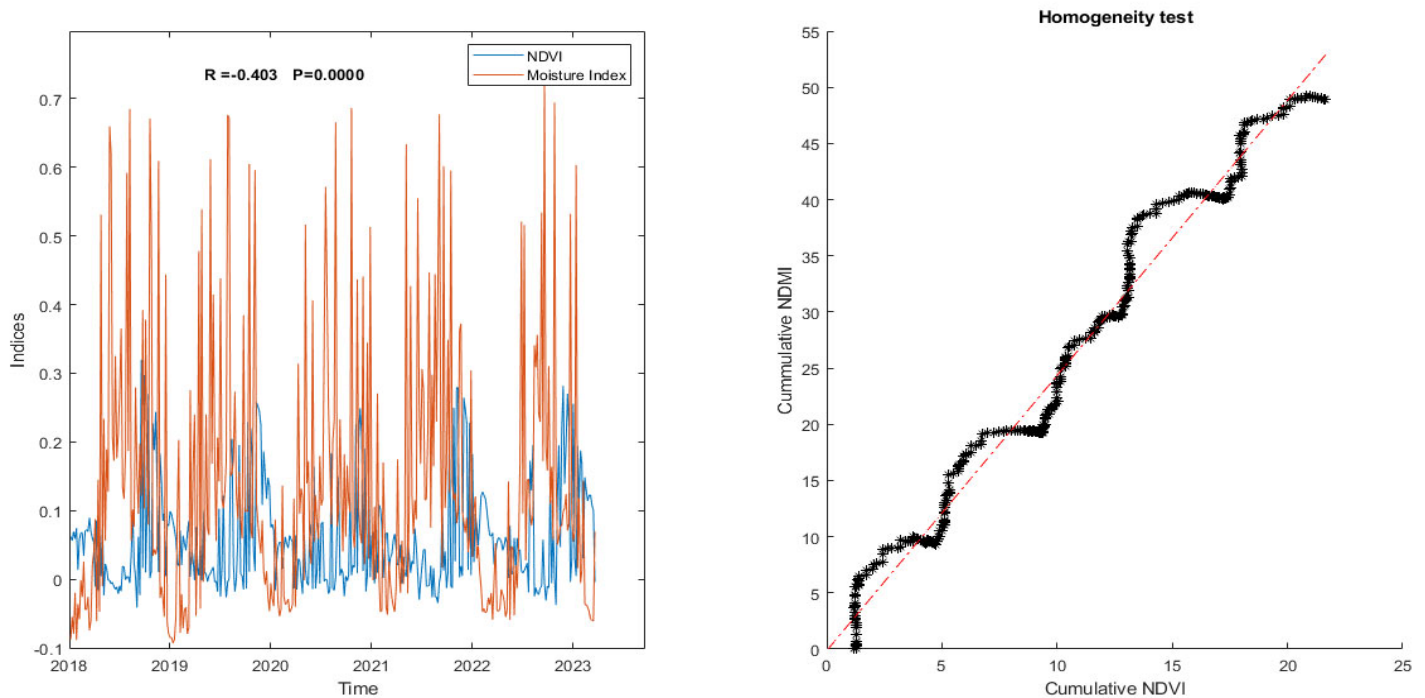 R =-0.403 P=0.0000
NDVI
Moisture Index
0.7
0.6
0.5
0.4
0.3
0.2
0.1
0
-0.1
Indices
2018 2019 2020 2021 2022 2023
Time
Homogeneity test
55
50
45
40
35
30
25
20
15
10
5
0
Cummulative NDMI
0 5 10 15 20 25
Cumulative NDVI